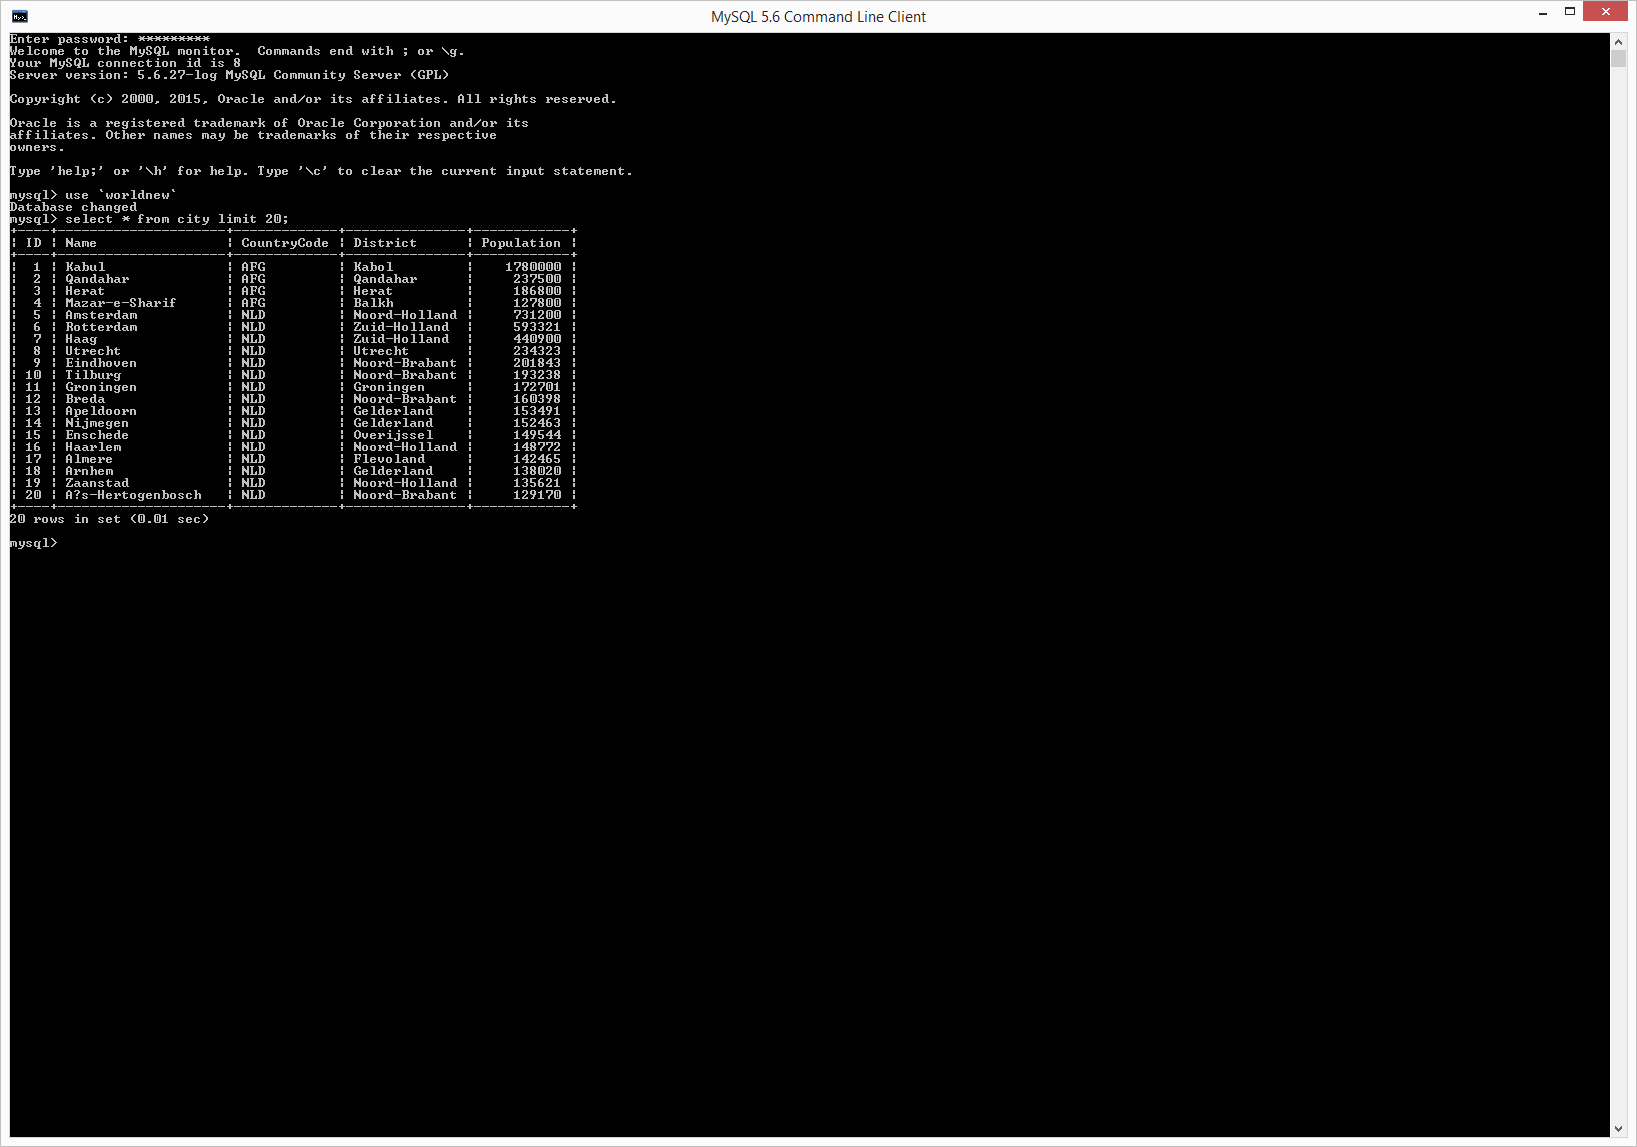 MySQL 5.6 Command Line Client
Enter password: *********
Welcome to the MySQL monitor.  Commands end with ; or \g.
Your MySQL connection id is 8
Server version: 5.6.27-log MySQL Community Server (GPL)
Copyright (c) 2000, 2015, Oracle and/or its affiliates. All rights reserved.
Oracle is a registered trademark of Oracle Corporation and/or its
affiliates. Other names may be trademarks of their respective
owners.
Type 'help;' or '\h' for help. Type '\c' to clear the current input statement.
mysql> use `worldnew`
Database changed
mysql> select * from city limit 20;
+----+---------------------+-------------+---------------+------------+
| ID | Name                | CountryCode | District      | Population |
+----+---------------------+-------------+---------------+------------+
|  1 | Kabul               | AFG         | Kabol         |    1780000 |
|  2 | Qandahar            | AFG         | Qandahar      |     237500 |
|  3 | Herat               | AFG         | Herat         |     186800 |
|  4 | Mazar-e-Sharif      | AFG         | Balkh         |     127800 |
|  5 | Amsterdam           | NLD         | Noord-Holland |     731200 |
|  6 | Rotterdam           | NLD         | Zuid-Holland  |     593321 |
|  7 | Haag                | NLD         | Zuid-Holland  |     440900 |
|  8 | Utrecht             | NLD         | Utrecht       |     234323 |
|  9 | Eindhoven           | NLD         | Noord-Brabant |     201843 |
| 10 | Tilburg             | NLD         | Noord-Brabant |     193238 |
| 11 | Groningen           | NLD         | Groningen     |     172701 |
| 12 | Breda               | NLD         | Noord-Brabant |     160398 |
| 13 | Apeldoorn           | NLD         | Gelderland    |     153491 |
| 14 | Nijmegen            | NLD         | Gelderland    |     152463 |
| 15 | Enschede            | NLD         | Overijssel    |     149544 |
| 16 | Haarlem             | NLD         | Noord-Holland |     148772 |
| 17 | Almere              | NLD         | Flevoland     |     142465 |
| 18 | Arnhem              | NLD         | Gelderland    |     138020 |
| 19 | Zaanstad            | NLD         | Noord-Holland |     135621 |
| 20 | A?s-Hertogenbosch   | NLD         | Noord-Brabant |     129170 |
+----+---------------------+-------------+---------------+------------+
20 rows in set (0.01 sec)
mysql>